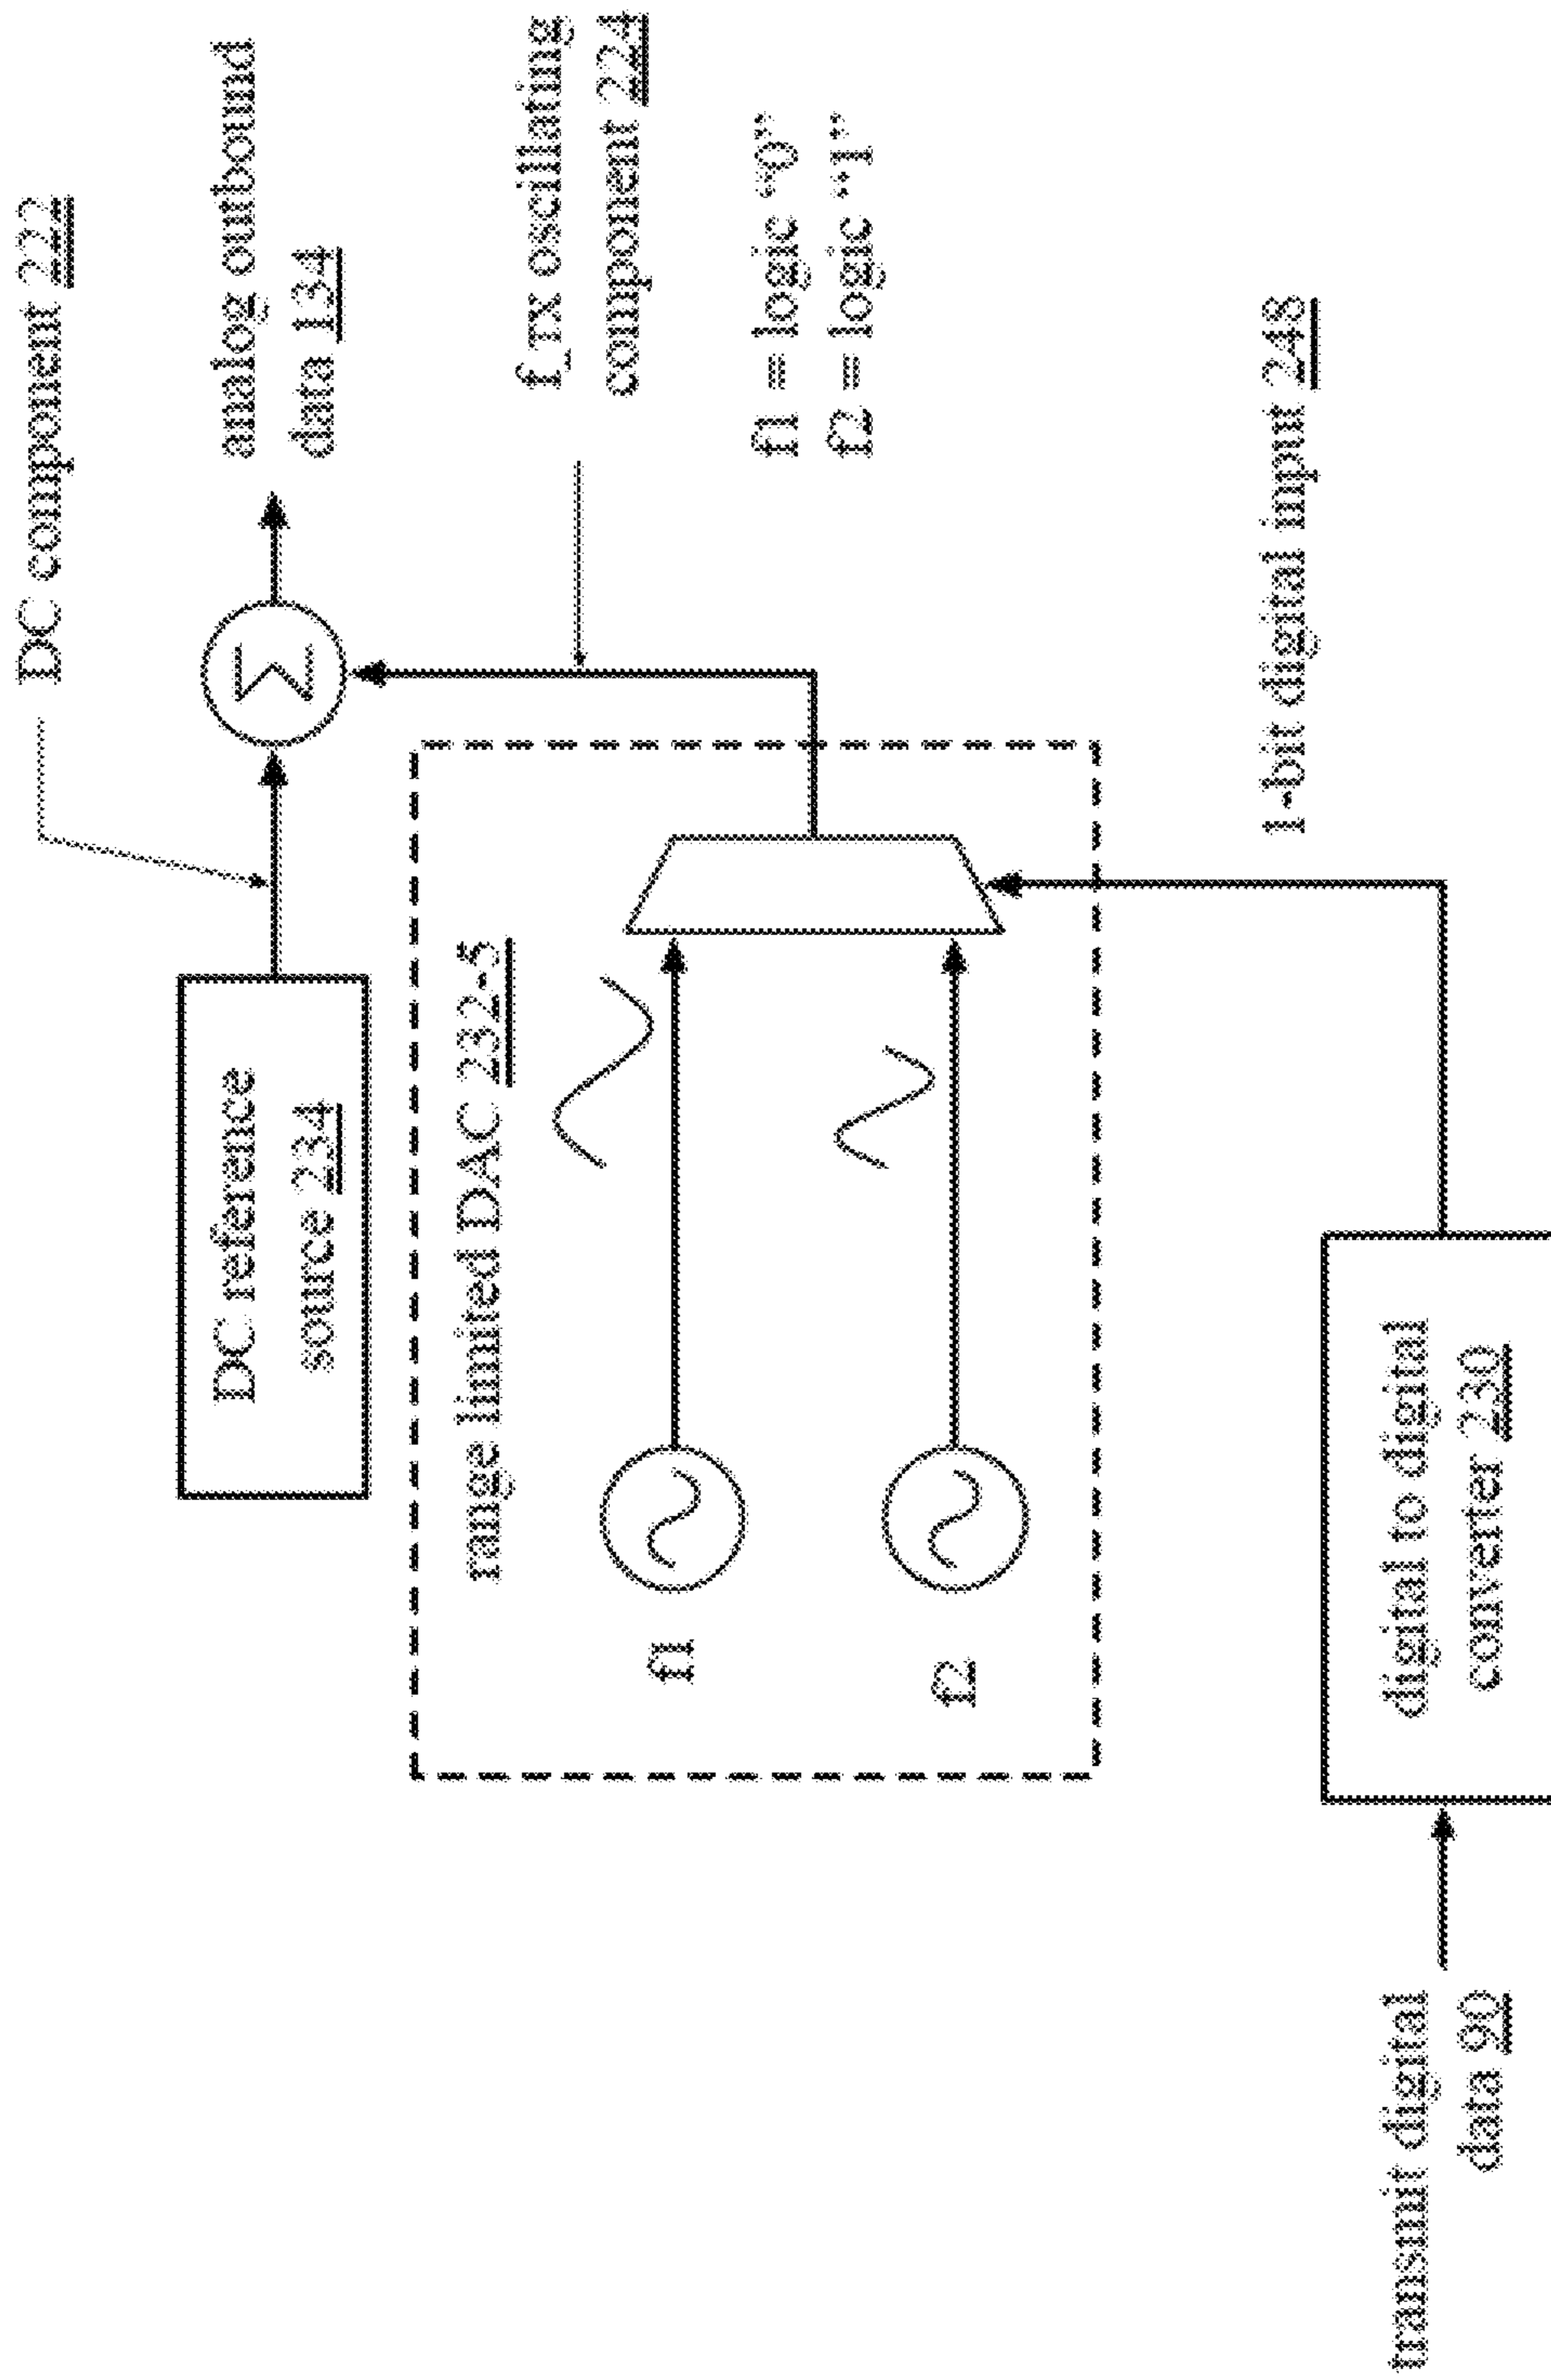 DC component 222
DC reference
source 234
analog outbound
data 134
range limited DAC 232-5
f_TX oscillating
component 224
f1
f1 = logic “0”
f2 = logic “1”
f2
1-bit digital input 248
transmit digital
data 90
digital to digital
converter 230
Σ